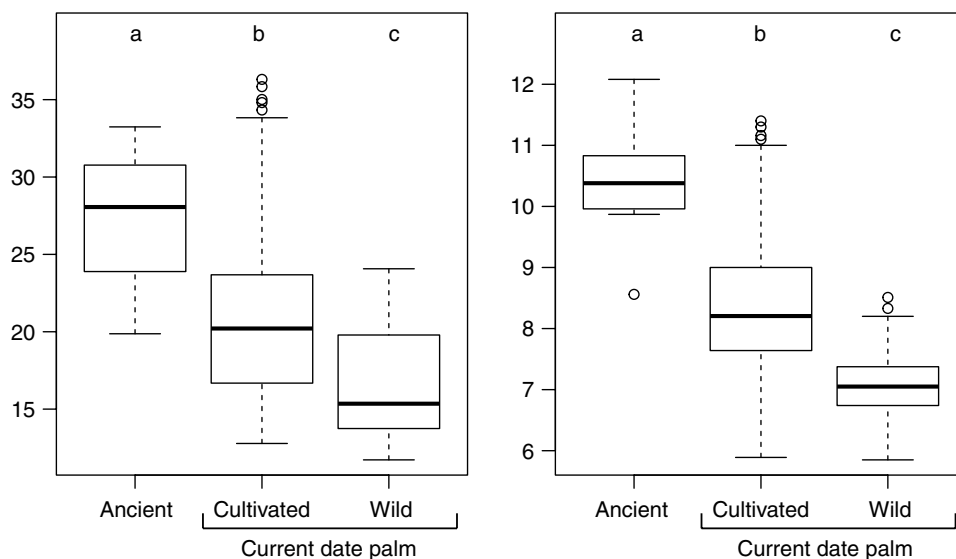 a b c
35
30
25
20
15
Ancient Cultivated Wild
Current date palm
a b c
12
11
10
9
8
7
6
Ancient Cultivated Wild
Current date palm